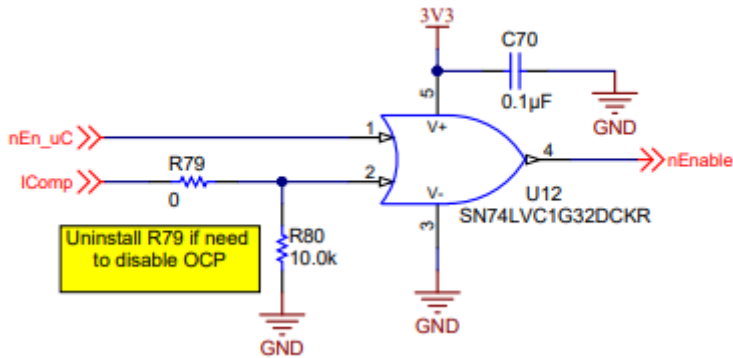 3V3
C70
0.1µF
GND
5
V+
nEn_uC
1
R79
IComp
0
2
4
nEnable
V-
U12
SN74LVC1G32DCKR
3
Uninstall R79 if need
to disable OCP
R80
10.0k
GND
GND